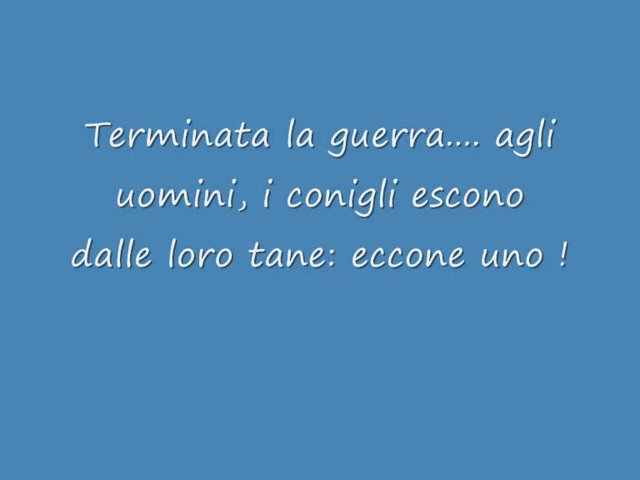 Terminata la guerra.... agli
uomini, i conigli escono
dalle loro tane: eccone uno !